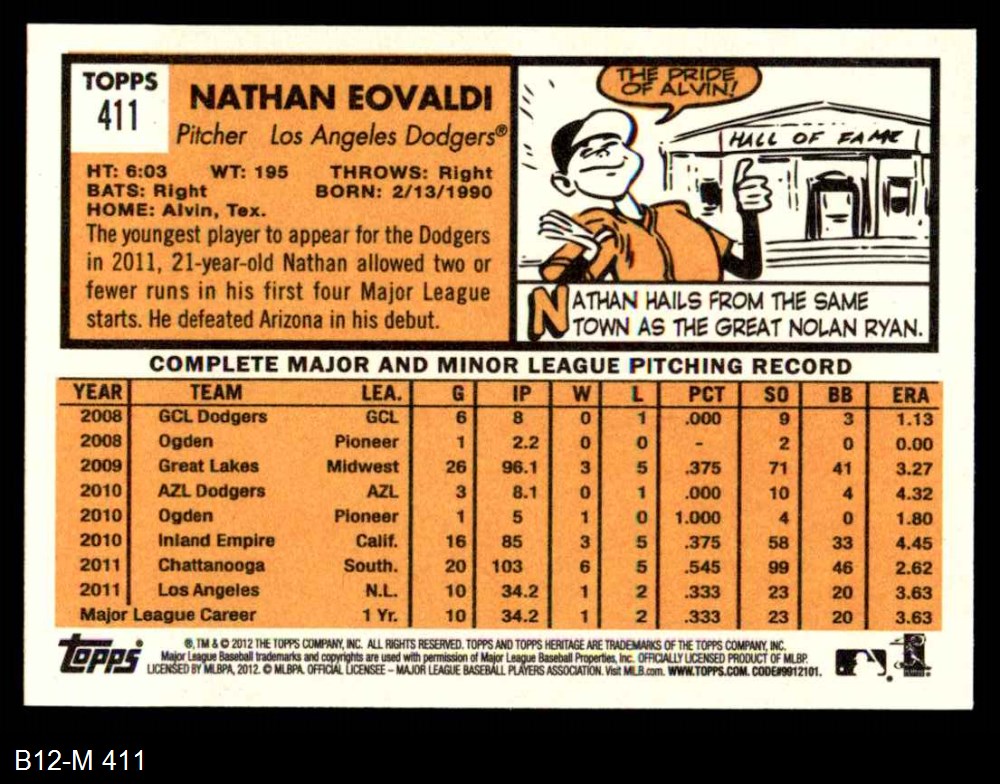 TOPPS
411
NATHAN EOVALDI
Pitcher Los Angeles Dodgers®
HT: 6:03 WT: 195 THROWS: Right
BATS: Right BORN: 2/13/1990
HOME: Alvin, Tex.
The youngest player to appear for the Dodgers
in 2011, 21-year-old Nathan allowed two or
fewer runs in his first four Major League
starts. He defeated Arizona in his debut.
THE PRIDE
OF ALVIN!
HALL OF FAME
NATHAN HAILS FROM THE SAME
TOWN AS THE GREAT NOLAN RYAN.
COMPLETE MAJOR AND MINOR LEAGUE PITCHING RECORD
YEAR TEAM LEA. G IP W L PCT SO BB ERA
2008 GCL Dodgers GCL 6 8 0 1 .000 9 3 1.13
2008 Ogden Pioneer 1 2.2 0 0 - 2 0 0.00
2009 Great Lakes Midwest 26 96.1 3 5 .375 71 41 3.27
2010 AZL Dodgers AZL 3 8.1 0 1 .000 10 4 4.32
2010 Ogden Pioneer 1 5 1 0 1.000 4 0 1.80
2010 Inland Empire Calif. 16 85 3 5 .375 58 33 4.45
2011 Chattanooga South. 20 103 6 5 .545 99 46 2.62
2011 Los Angeles N.L. 10 34.2 1 2 .333 23 20 3.63
Major League Career 1 Yr. 10 34.2 1 2 .333 23 20 3.63
Topps ®
®, TM & © 2012 THE TOPPS COMPANY, INC. ALL RIGHTS RESERVED. TOPPS AND TOPPS HERITAGE ARE TRADEMARKS OF THE TOPPS COMPANY, INC.
Major League Baseball trademarks and copyrights are used with permission of Major League Baseball Properties, Inc. OFFICIALLY LICENSED PRODUCT OF MLBP.
LICENSED BY MLBPA, 2012. © MLBPA. OFFICIAL LICENSEE – MAJOR LEAGUE BASEBALL PLAYERS ASSOCIATION. Visit MLB.com. WWW.TOPPS.COM. CODE#9912101.
B12-M 411